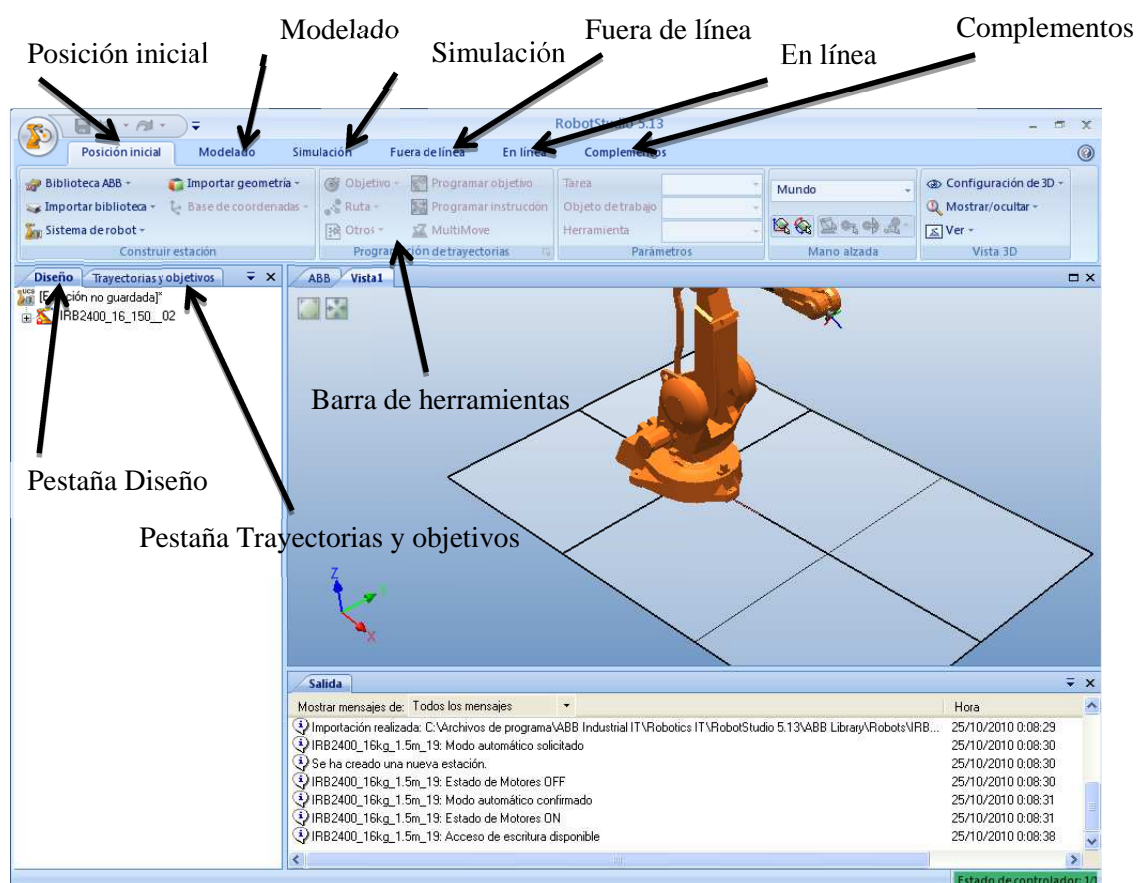 Posición inicial
Modelado
Simulación
Fuera de línea
En línea
Complementos
RobotStudio 5.13
Posición inicial Modelado Simulación Fuera de línea En línea Complementos
Biblioteca ABB
Importar geometría
Importar biblioteca
Base de coordenadas
Sistema de robot
Construir estación
Objetivo
Programar objetivo
Ruta
Programar instrucción
Otros
MultiMove
Programación de trayectorias
Tarea
Objeto de trabajo
Herramienta
Parámetros
Mundo
Mano alzada
Configuración de 3D
Mostrar/ocultar
Ver
Vista 3D
Diseño Trayectorias y objetivos
UCS
[Estación no guardada]*
IRB2400_16_150__02
ABB Vista1
Barra de herramientas
Pestaña Diseño
Pestaña Trayectorias y objetivos
Z
Y
X
Salida
Mostrar mensajes de: Todos los mensajes Hora
Importación realizada: C:\Archivos de programa\ABB Industrial IT\Robotics IT\RobotStudio 5.13\ABB Library\Robots\IRB... 25/10/2010 0:08:29
IRB2400_16kg_1.5m_19: Modo automático solicitado 25/10/2010 0:08:30
Se ha creado una nueva estación. 25/10/2010 0:08:30
IRB2400_16kg_1.5m_19: Estado de Motores OFF 25/10/2010 0:08:30
IRB2400_16kg_1.5m_19: Modo automático confirmado 25/10/2010 0:08:31
IRB2400_16kg_1.5m_19: Estado de Motores ON 25/10/2010 0:08:31
IRB2400_16kg_1.5m_19: Acceso de escritura disponible 25/10/2010 0:08:38
Estado de controlador: 1/1